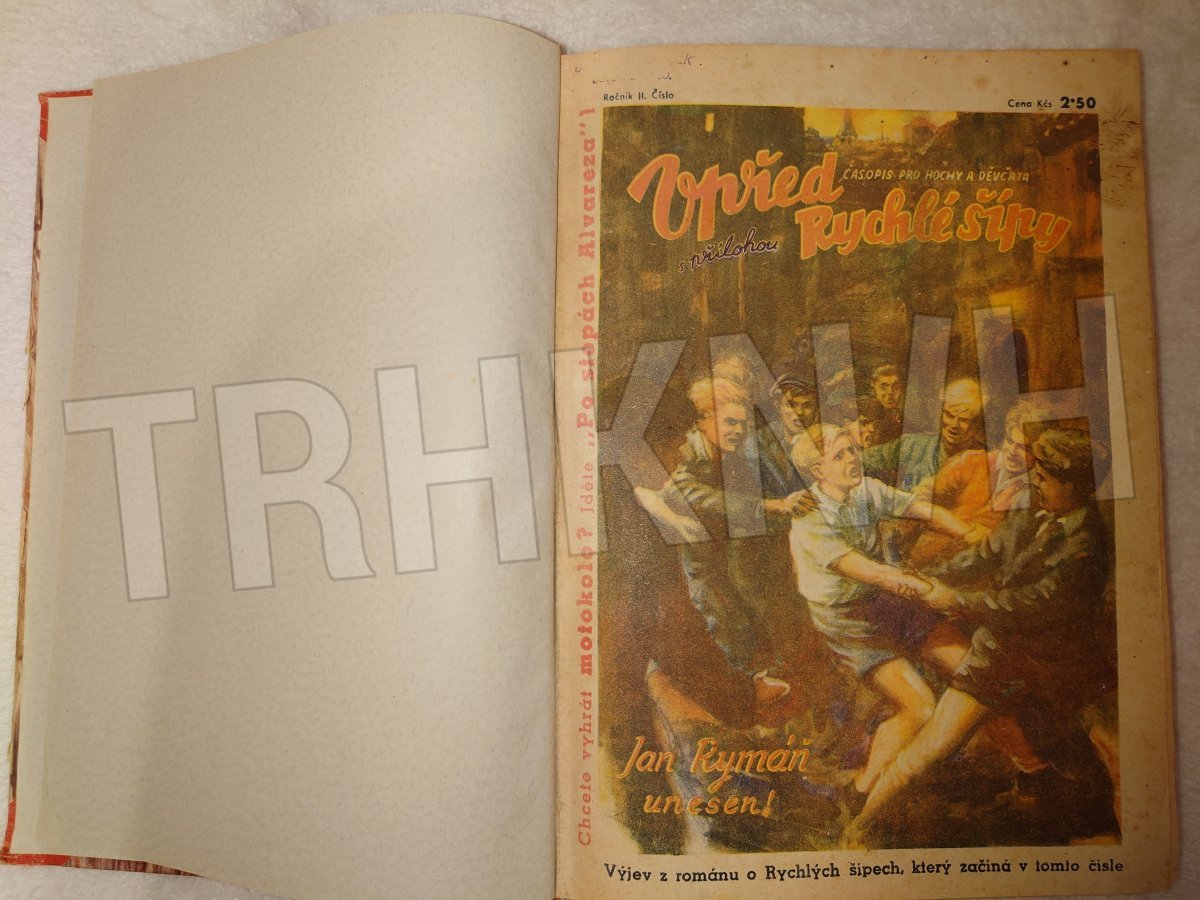 Ročník II. Číslo
Cena Kčs 2·50
Chcete vyhrát motokolo? Jděte „Po stopách Alvareza"!
Vpřed
ČASOPIS PRO HOCHY A DĚVČATA
s přílohou
Rychlé šípy
TRHKNIH
Jan Rymáň
unesen!
Výjev z románu o Rychlých šípech, který začíná v tomto čísle